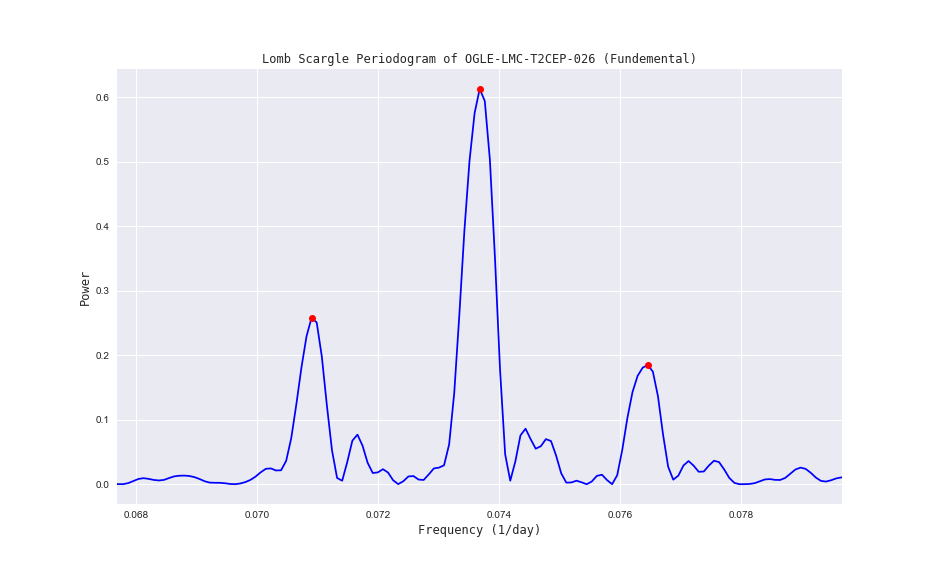 Lomb Scargle Periodogram of OGLE-LMC-T2CEP-026 (Fundemental)
0.6
0.5
0.4
0.3
0.2
0.1
0.0
Power
0.068 0.070 0.072 0.074 0.076 0.078
Frequency (1/day)